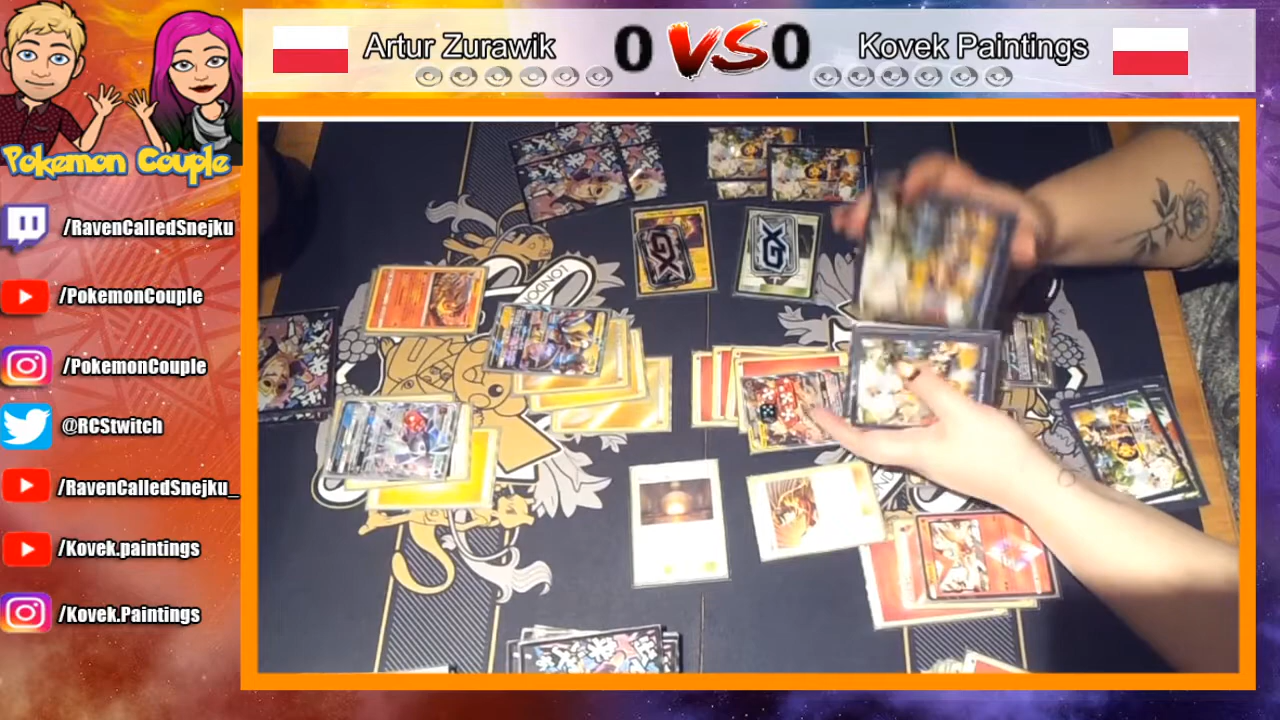 Artur Zurawik 0 VS 0 Kovek Paintings
Pokemon Couple
/RavenCalledSnejku
/PokemonCouple
/PokemonCouple
@RCStwitch
/RavenCalledSnejku_
/Kovek.paintings
/Kovek.Paintings
GX
GX
LONDON